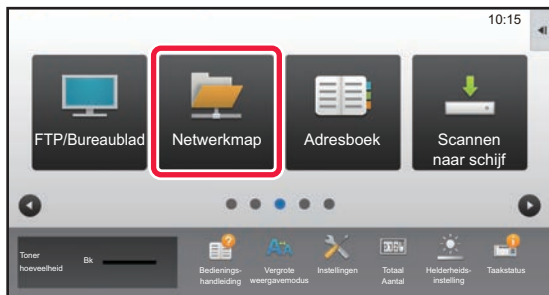 10:15
FTP/Bureaublad
Netwerkmap
Adresboek
Scannen
naar schijf
Toner
hoeveelheid
Bk
Bedienings-
handleiding
Vergrote
weergavemodus
Instellingen
Totaal
Aantal
Helderheids-
instelling
Taakstatus